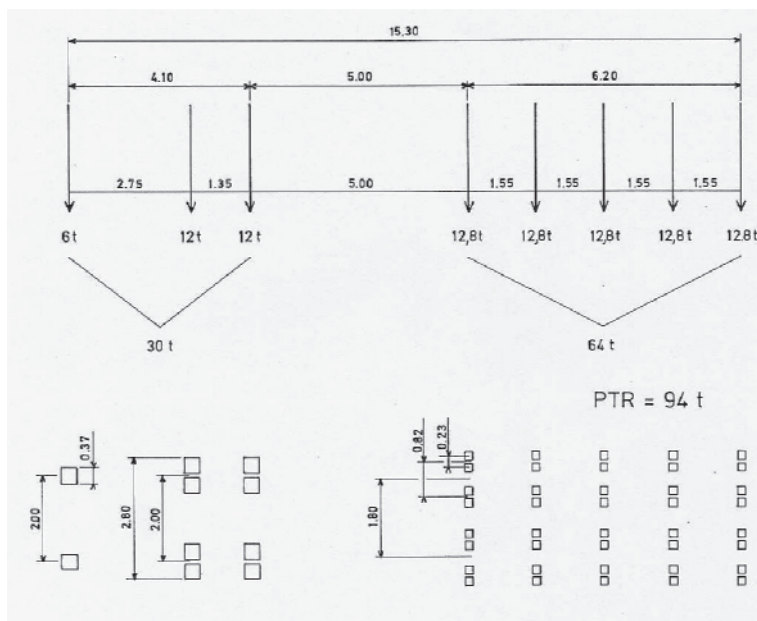 15.30
4.10 5.00 6.20
2.75 1.35 5.00 1.55 1.55 1.55 1.55
6t 12t 12t 12,8t 12,8t 12,8t 12,8t 12.8t
30 t 64 t
PTR = 94 t
0.37 0.82 0.23
2.00 2.80 2.00 1.80